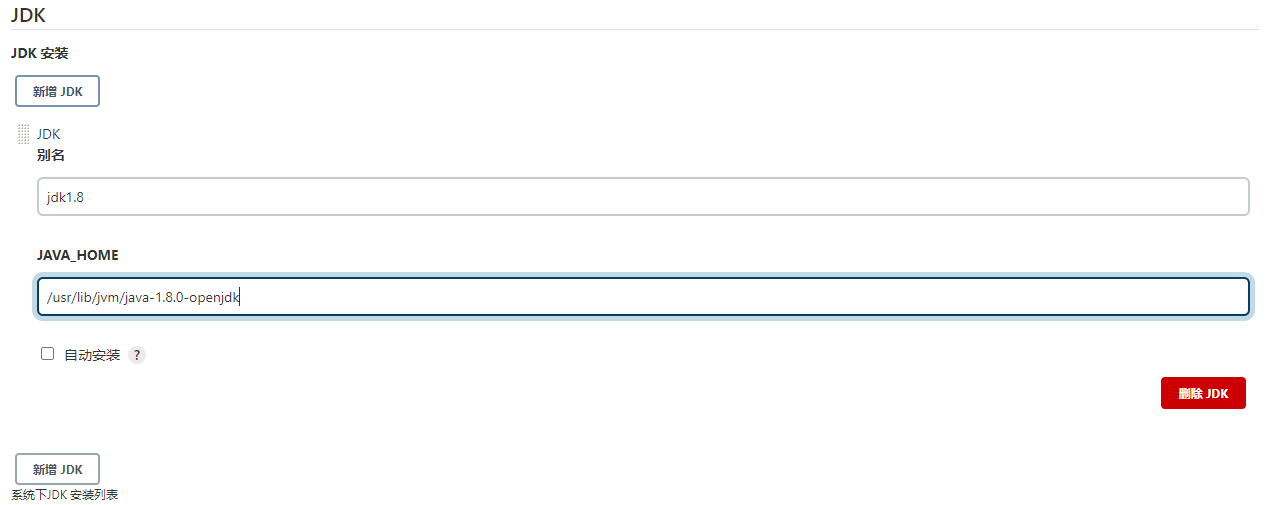 JDK
JDK 安装
新增 JDK
JDK
别名
jdk1.8
JAVA_HOME
/usr/lib/jvm/java-1.8.0-openjdk
自动安装 ?
删除 JDK
新增 JDK
系统下JDK 安装列表